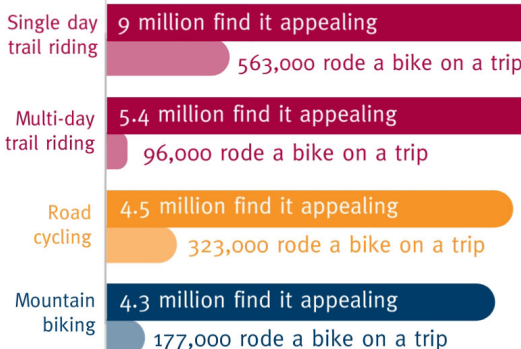 Single day
trail riding
9 million find it appealing
563,000 rode a bike on a trip
Multi-day
trail riding
5.4 million find it appealing
96,000 rode a bike on a trip
Road
cycling
4.5 million find it appealing
323,000 rode a bike on a trip
Mountain
biking
4.3 million find it appealing
177,000 rode a bike on a trip